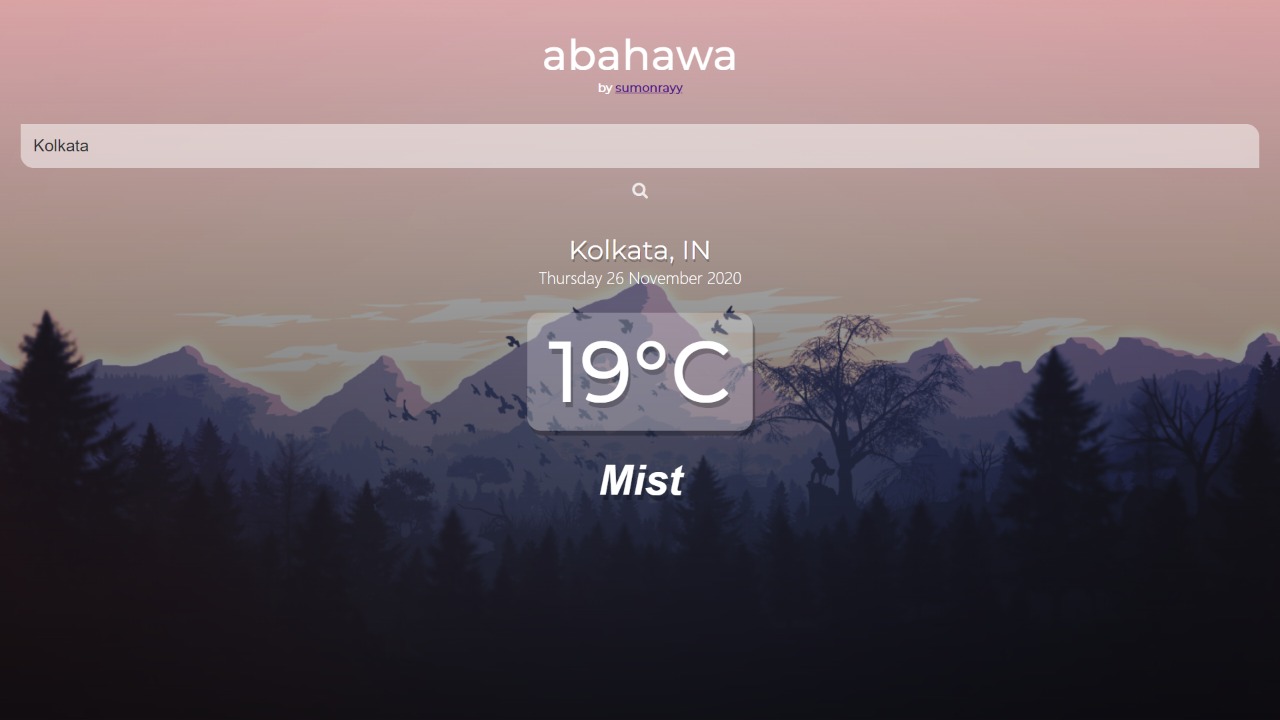 abahawa
by sumonrayy
Kolkata
Kolkata, IN
Thursday 26 November 2020
19°C
Mist